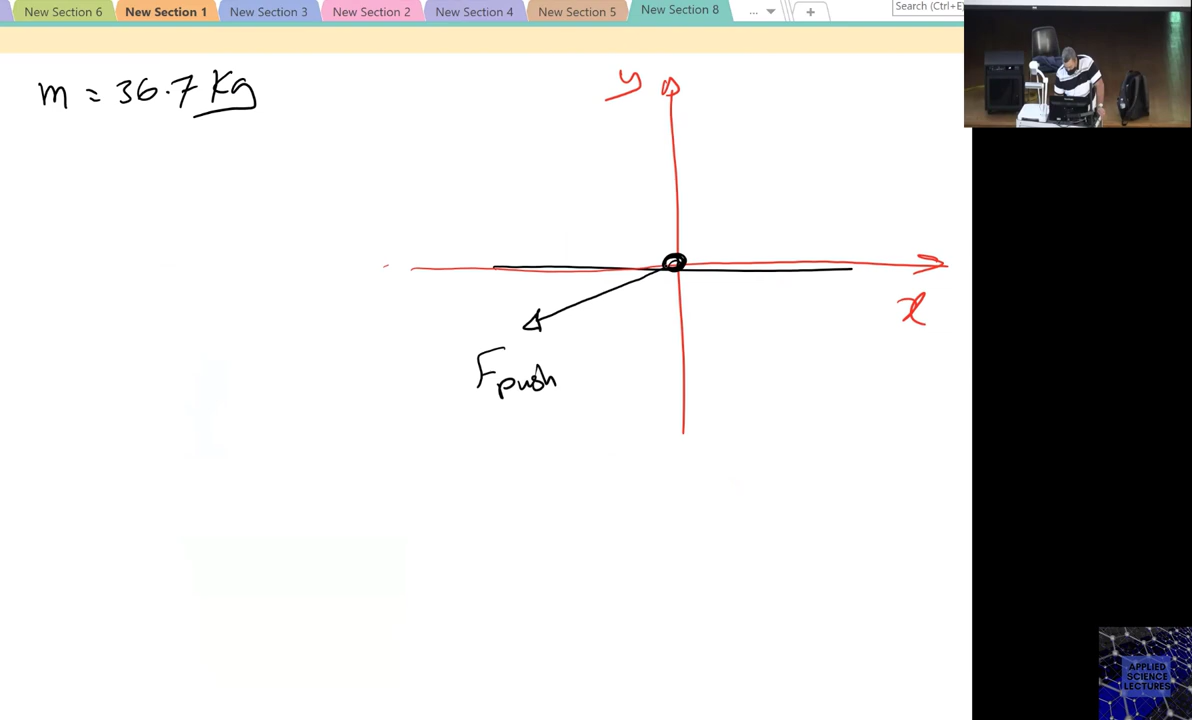 New Section 6 New Section 1 New Section 3 New Section 2 New Section 4 New Section 5 New Section 8 ... + Search (Ctrl+E)
m = 36.7 Kg
y
x
Fpush
APPLIED
SCIENCE
LECTURES